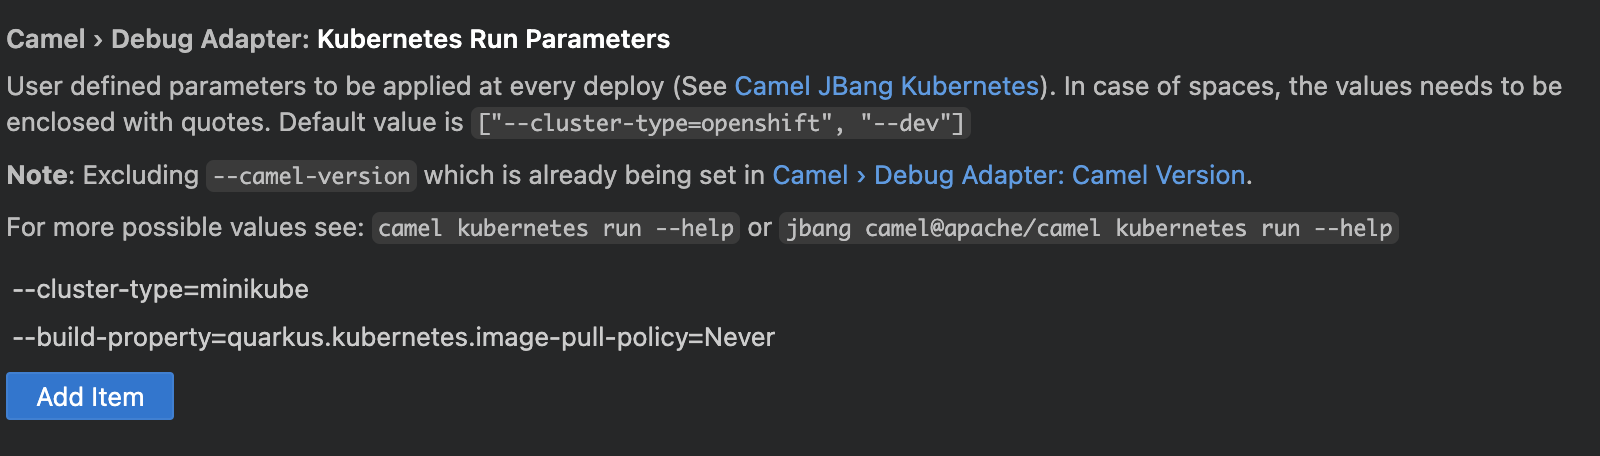 Camel › Debug Adapter: Kubernetes Run Parameters
User defined parameters to be applied at every deploy (See Camel JBang Kubernetes). In case of spaces, the values needs to be
enclosed with quotes. Default value is ["--cluster-type=openshift", "--dev"]
Note: Excluding --camel-version which is already being set in Camel › Debug Adapter: Camel Version.
For more possible values see: camel kubernetes run --help or jbang camel@apache/camel kubernetes run --help
--cluster-type=minikube
--build-property=quarkus.kubernetes.image-pull-policy=Never
Add Item